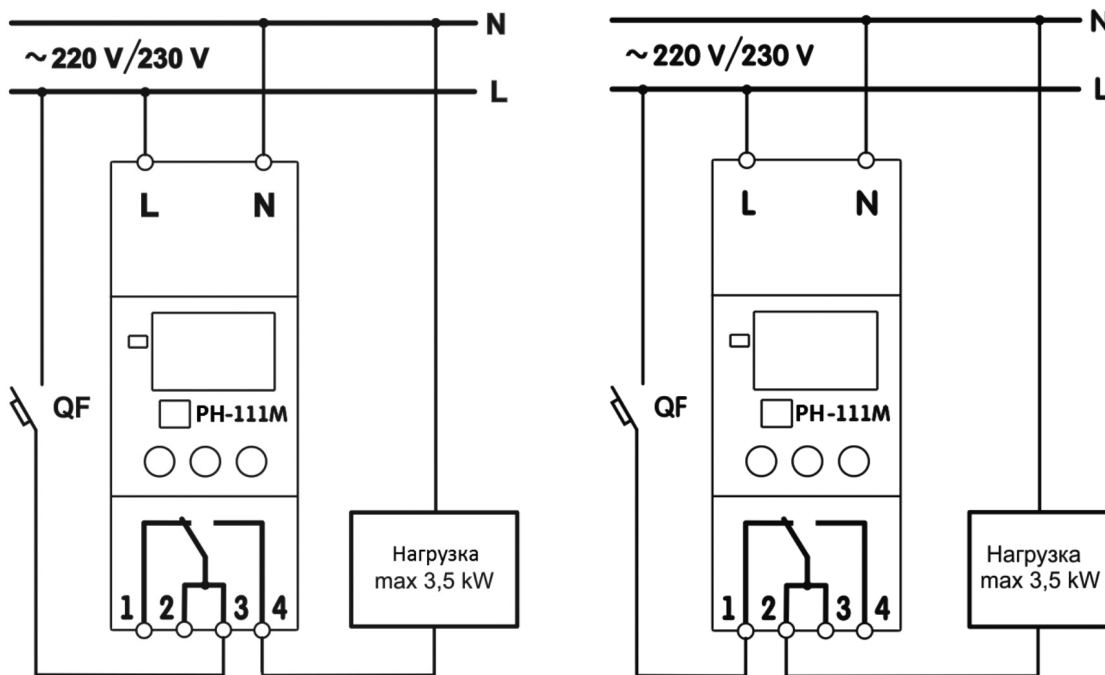 N
~ 220 V/230 V
L
L N
QF
PH-111M
Нагрузка
max 3,5 kW
1 2 3 4
N
~ 220 V/230 V
L
L N
QF
PH-111M
Нагрузка
max 3,5 kW
1 2 3 4